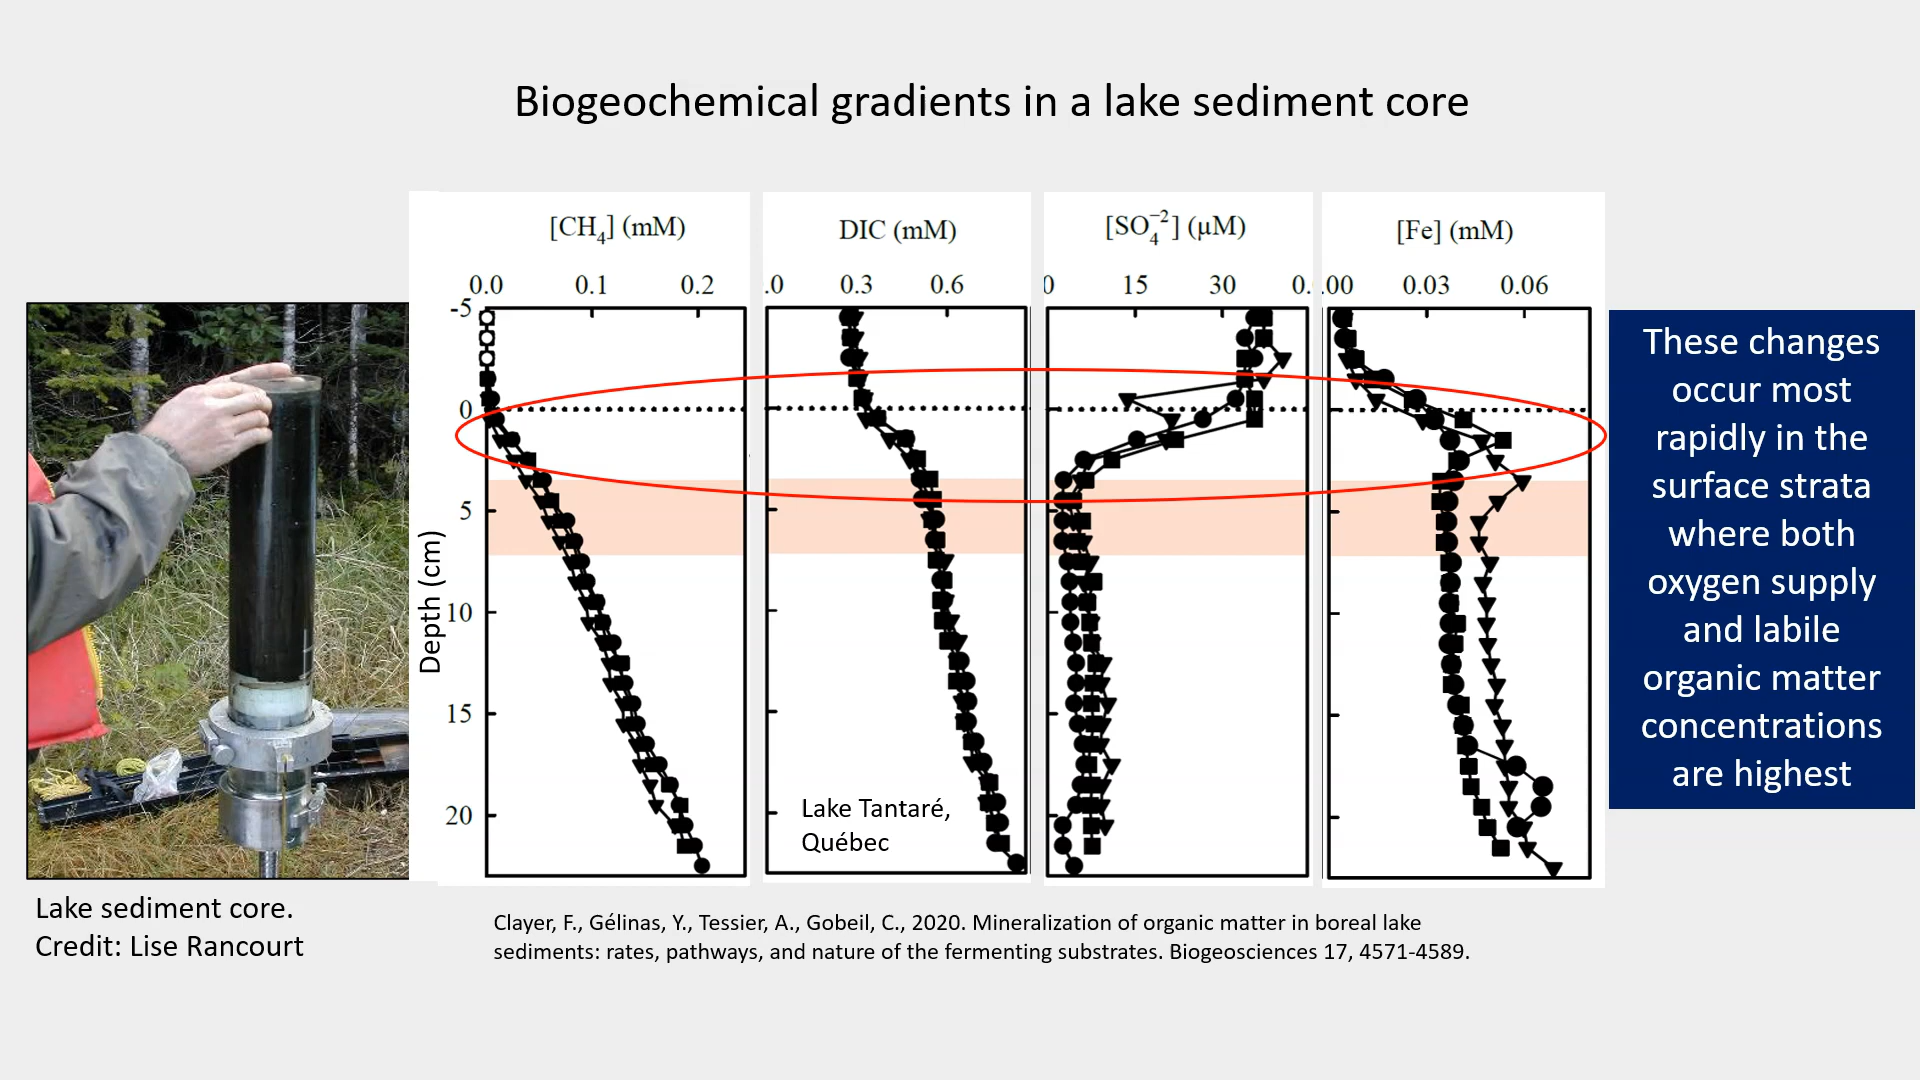 Biogeochemical gradients in a lake sediment core
[CH₄] (mM)
DIC (mM)
[SO₄⁻²] (µM)
[Fe] (mM)
0.0 0.1 0.2
.0 0.3 0.6
0 15 30 0.
.00 0.03 0.06
-5
0
5
10
15
20
Depth (cm)
Lake Tantaré,
Québec
These changes
occur most
rapidly in the
surface strata
where both
oxygen supply
and labile
organic matter
concentrations
are highest
Lake sediment core.
Credit: Lise Rancourt
Clayer, F., Gélinas, Y., Tessier, A., Gobeil, C., 2020. Mineralization of organic matter in boreal lake
sediments: rates, pathways, and nature of the fermenting substrates. Biogeosciences 17, 4571-4589.